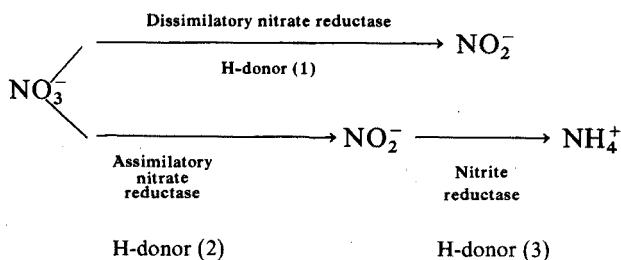 Dissimilatory nitrate reductase
NO₃⁻
NO₂⁻
H-donor (1)
NO₂⁻
NH₄⁺
Assimilatory
nitrate
reductase
Nitrite
reductase
H-donor (2)
H-donor (3)